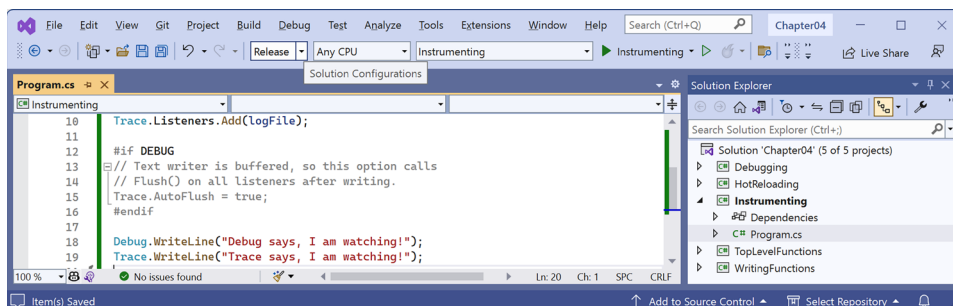 File Edit View Git Project Build Debug Test Analyze Tools Extensions Window Help Search (Ctrl+Q) Chapter04
Release Any CPU Instrumenting Instrumenting Live Share
Solution Configurations
Program.cs
Instrumenting
10 Trace.Listeners.Add(logFile);
11
12 #if DEBUG
13 // Text writer is buffered, so this option calls
14 // Flush() on all listeners after writing.
15 Trace.AutoFlush = true;
16 #endif
17
18 Debug.WriteLine("Debug says, I am watching!");
19 Trace.WriteLine("Trace says, I am watching!");
100 % No issues found Ln: 20 Ch: 1 SPC CRLF
Solution Explorer
Search Solution Explorer (Ctrl+;)
Solution 'Chapter04' (5 of 5 projects)
C# Debugging
C# HotReloading
C# Instrumenting
Dependencies
C# Program.cs
C# TopLevelFunctions
C# WritingFunctions
Item(s) Saved Add to Source Control Select Repository